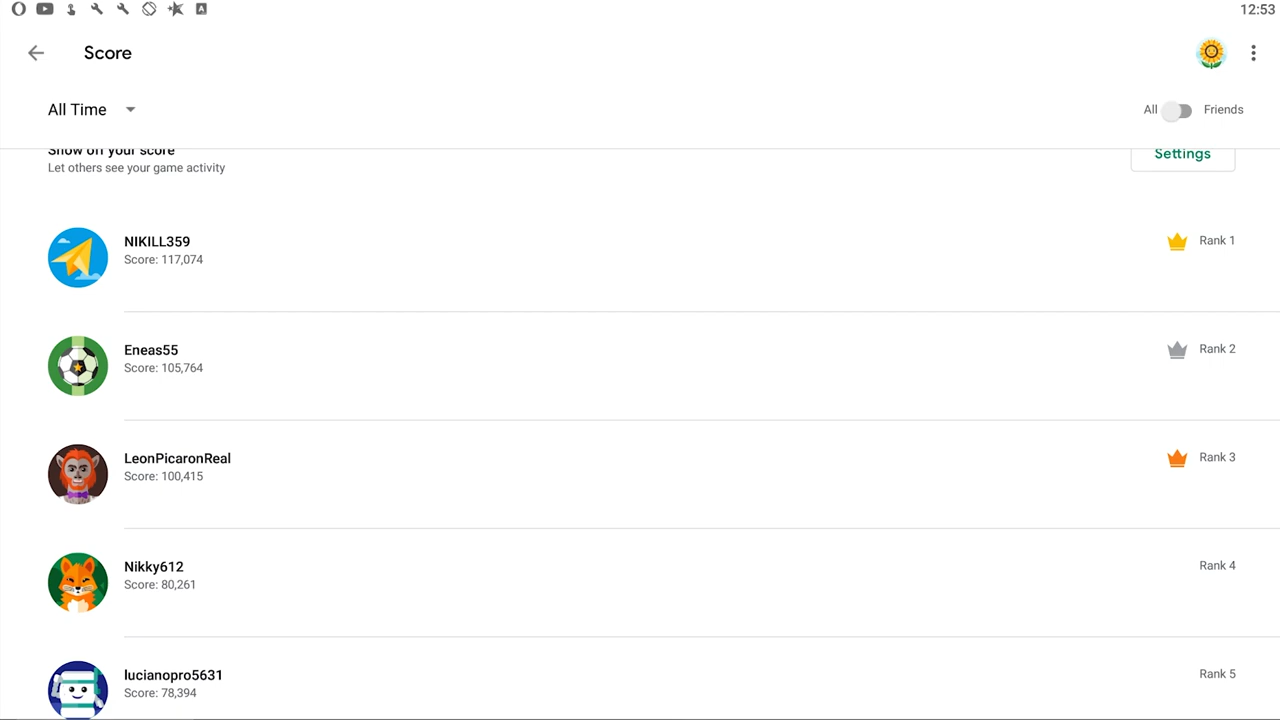 12:53
Score
All Time
All
Friends
Show off your score
Settings
Let others see your game activity
NIKILL359
Rank 1
Score: 117,074
Eneas55
Rank 2
Score: 105,764
LeonPicaronReal
Rank 3
Score: 100,415
Nikky612
Rank 4
Score: 80,261
lucianopro5631
Rank 5
Score: 78,394